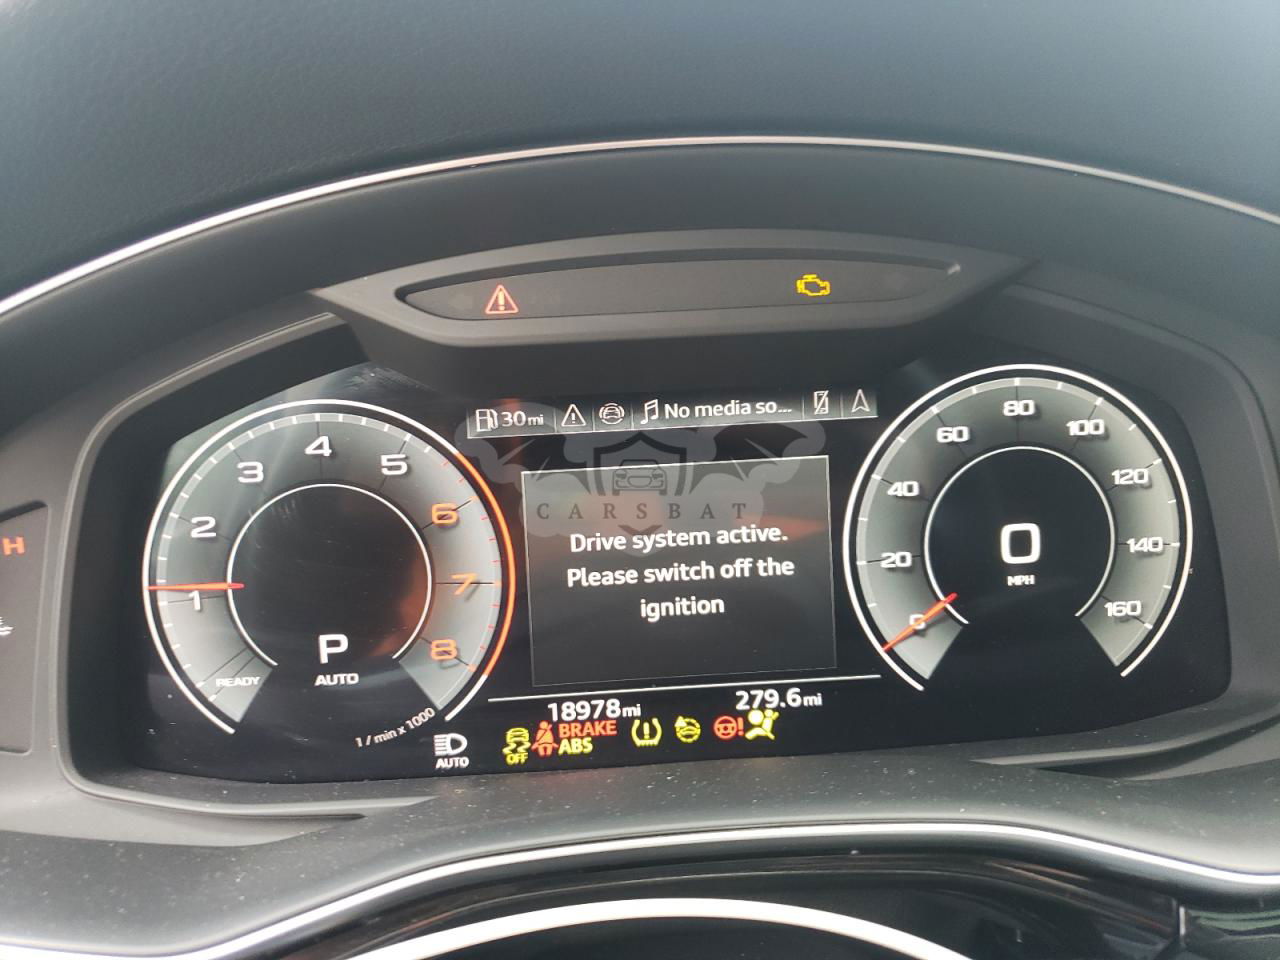 30mi
No media so...
CARSBAT
Drive system active.
Please switch off the
ignition
READY
1
2
3
4
5
6
7
8
1 / min x 1000
P
AUTO
0
20
40
60
80
100
120
140
160
0
MPH
18978mi
279.6mi
AUTO
OFF
BRAKE
ABS
H